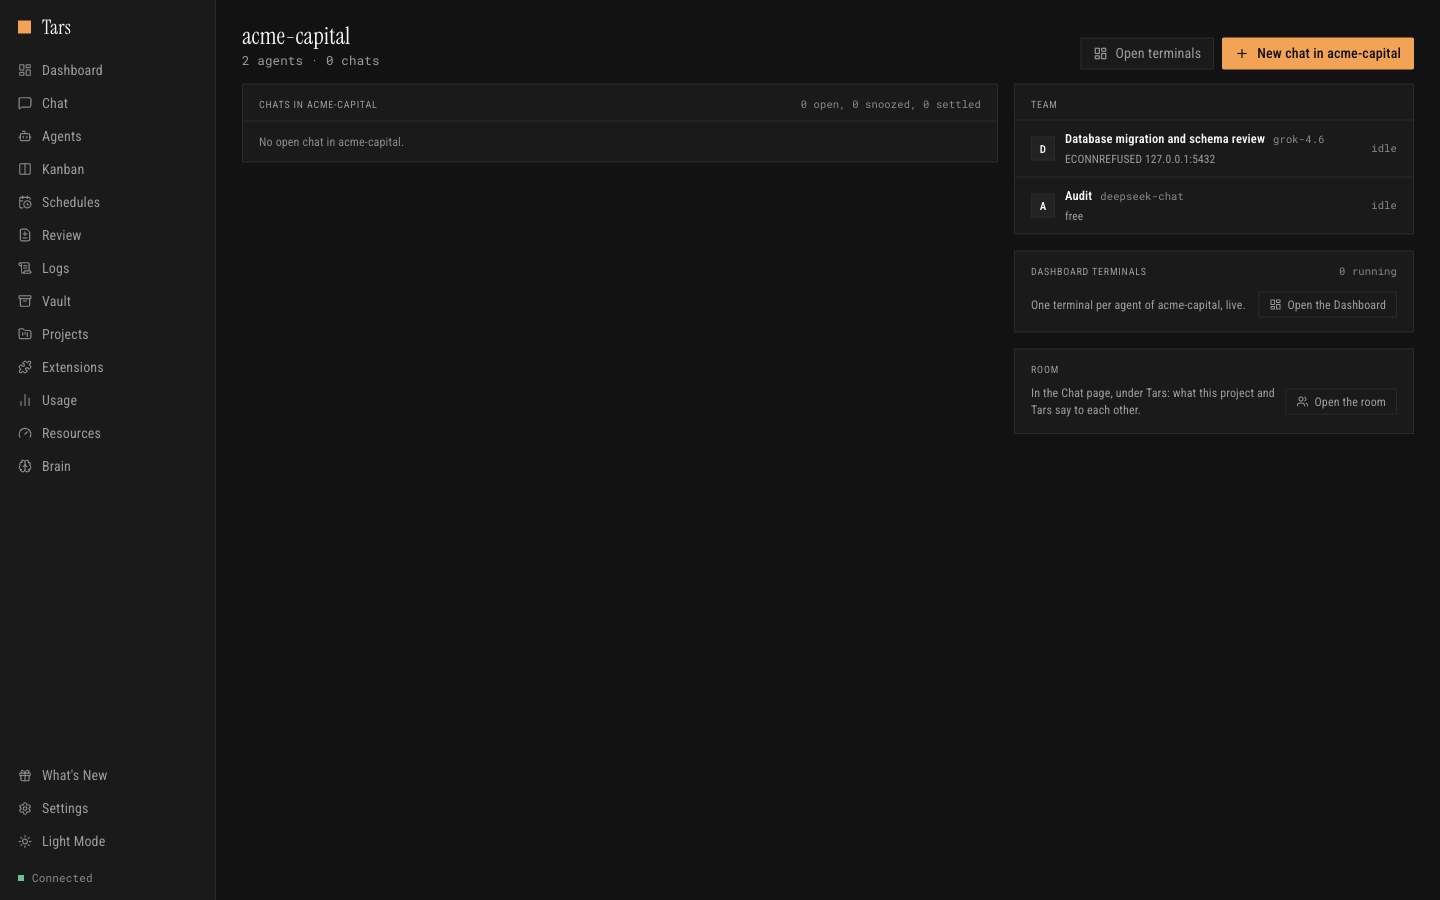 Tars
Dashboard
Chat
Agents
Kanban
Schedules
Review
Logs
Vault
Projects
Extensions
Usage
Resources
Brain
What's New
Settings
Light Mode
Connected
acme-capital
2 agents · 0 chats
Open terminals
New chat in acme-capital
CHATS IN ACME-CAPITAL
0 open, 0 snoozed, 0 settled
No open chat in acme-capital.
TEAM
D
Database migration and schema review grok-4.6
ECONNREFUSED 127.0.0.1:5432
idle
A
Audit deepseek-chat
free
idle
DASHBOARD TERMINALS
0 running
One terminal per agent of acme-capital, live.
Open the Dashboard
ROOM
In the Chat page, under Tars: what this project and
Tars say to each other.
Open the room